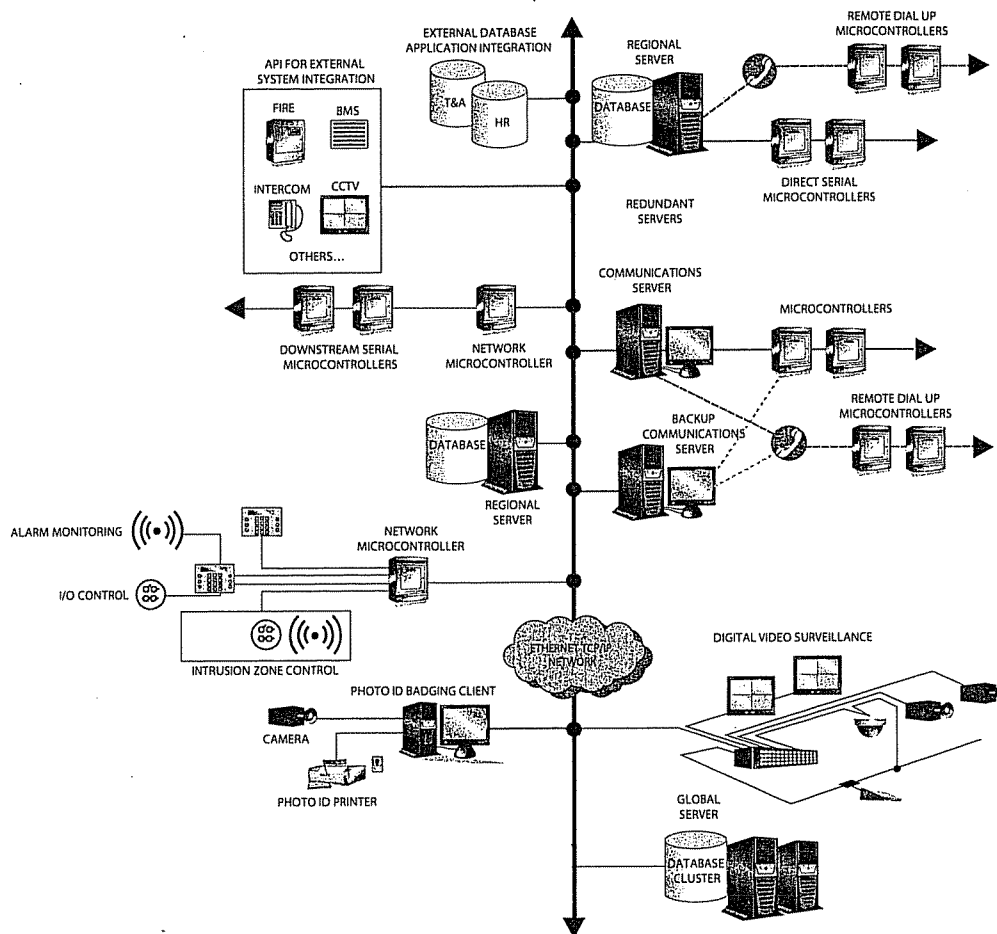 EXTERNAL DATABASE
APPLICATION INTEGRATION
T&A
HR
API FOR EXTERNAL
SYSTEM INTEGRATION
FIRE
BMS
INTERCOM
CCTV
OTHERS...
REGIONAL
SERVER
DATABASE
REMOTE DIAL UP
MICROCONTROLLERS
DIRECT SERIAL
MICROCONTROLLERS
REDUNDANT
SERVERS
COMMUNICATIONS
SERVER
MICROCONTROLLERS
DOWNSTREAM SERIAL
MICROCONTROLLERS
NETWORK
MICROCONTROLLER
BACKUP
COMMUNICATIONS
SERVER
REMOTE DIAL UP
MICROCONTROLLERS
DATABASE
REGIONAL
SERVER
ALARM MONITORING
NETWORK
MICROCONTROLLER
I/O CONTROL
INTRUSION ZONE CONTROL
ETHERNET TCP/IP
NETWORK
DIGITAL VIDEO SURVEILLANCE
PHOTO ID BADGING CLIENT
CAMERA
PHOTO ID PRINTER
GLOBAL
SERVER
DATABASE
CLUSTER